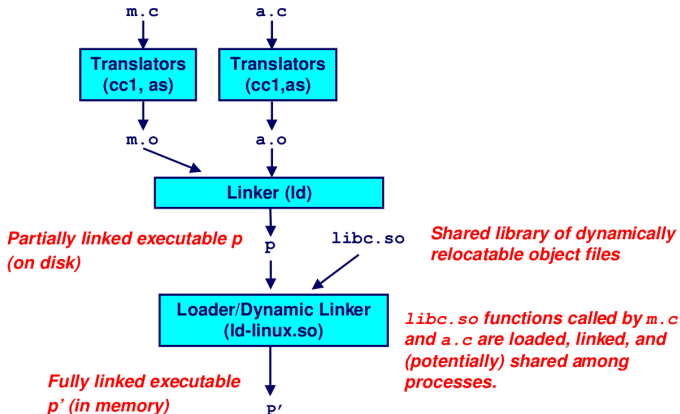 m.c a.c
Translators Translators
(cc1, as) (cc1,as)
m.o a.o
Linker (ld)
Partially linked executable p
(on disk)
p libc.so
Shared library of dynamically
relocatable object files
Loader/Dynamic Linker
(ld-linux.so)
libc.so functions called by m.c
and a.c are loaded, linked, and
(potentially) shared among
processes.
Fully linked executable
p' (in memory)
P'